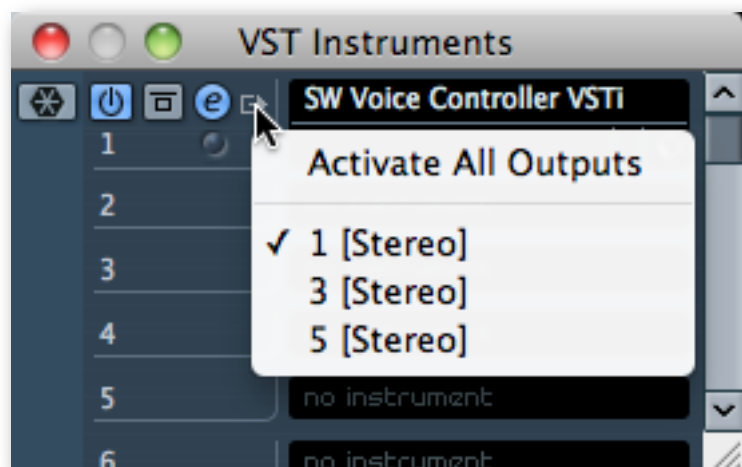 VST Instruments
e SW Voice Controller VSTi
1
Activate All Outputs
2
✓ 1 [Stereo]
3
3 [Stereo]
4
5 [Stereo]
5 no instrument
6 no instrument